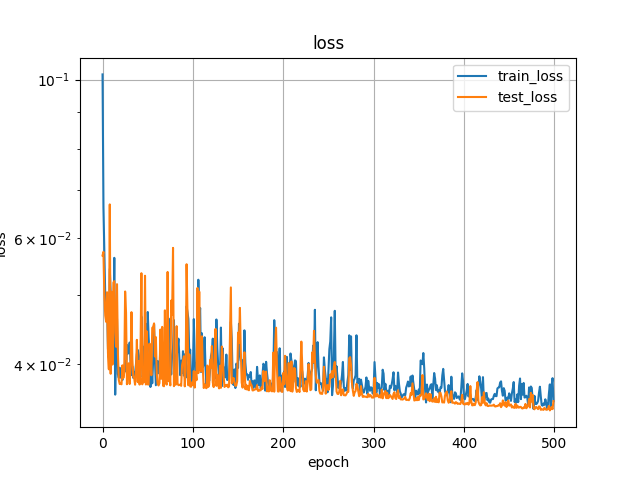 loss
train_loss
test_loss
10⁻¹
6 × 10⁻²
4 × 10⁻²
loss
0 100 200 300 400 500
epoch